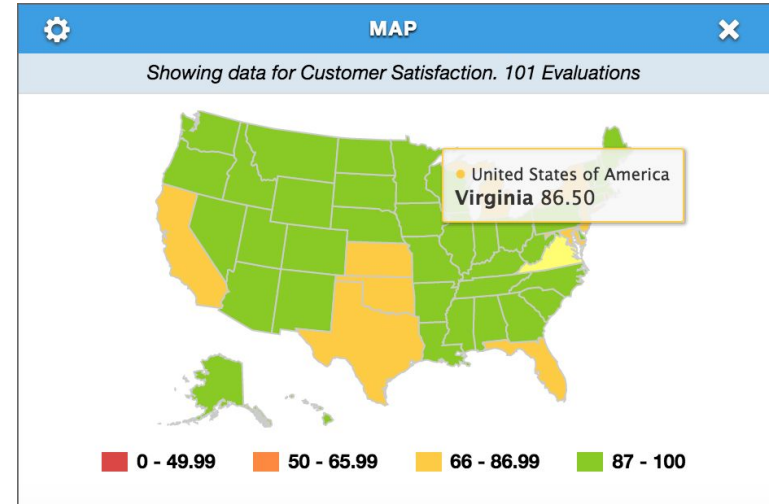 MAP
Showing data for Customer Satisfaction. 101 Evaluations
United States of America
Virginia 86.50
0 - 49.99 50 - 65.99 66 - 86.99 87 - 100